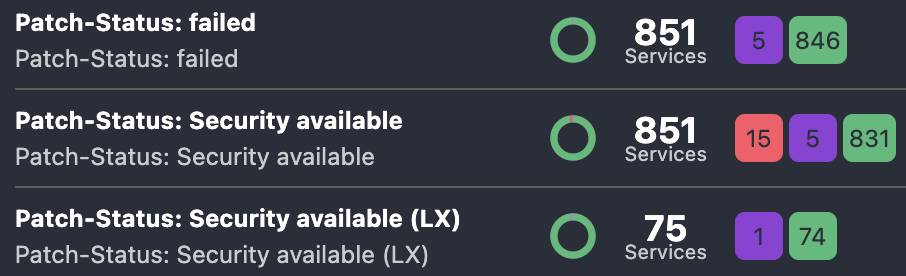 Patch-Status: failed
Patch-Status: failed
851
Services
5 846
Patch-Status: Security available
Patch-Status: Security available
851
Services
15 5 831
Patch-Status: Security available (LX)
Patch-Status: Security available (LX)
75
Services
1 74